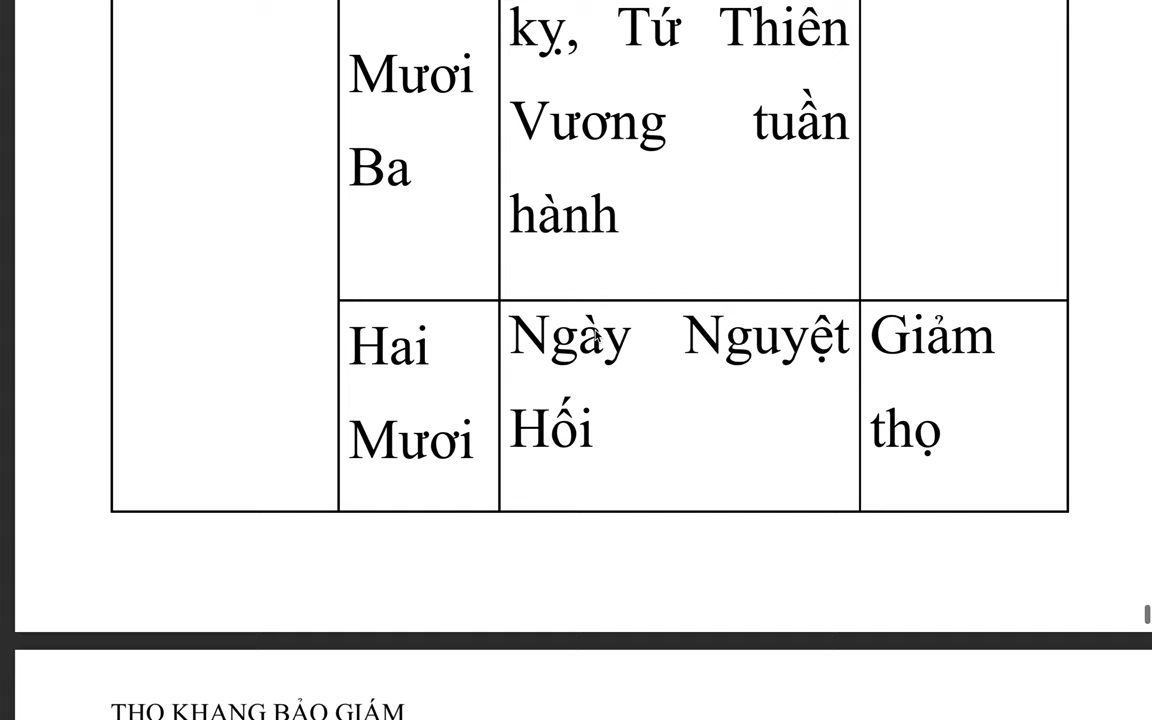 Mươi
Ba
kỵ, Tứ Thiên
Vương tuần
hành
Hai
Mươi
Ngày Nguyệt
Hối
Giảm
thọ
THỌ KHANG BẢO GIÁM